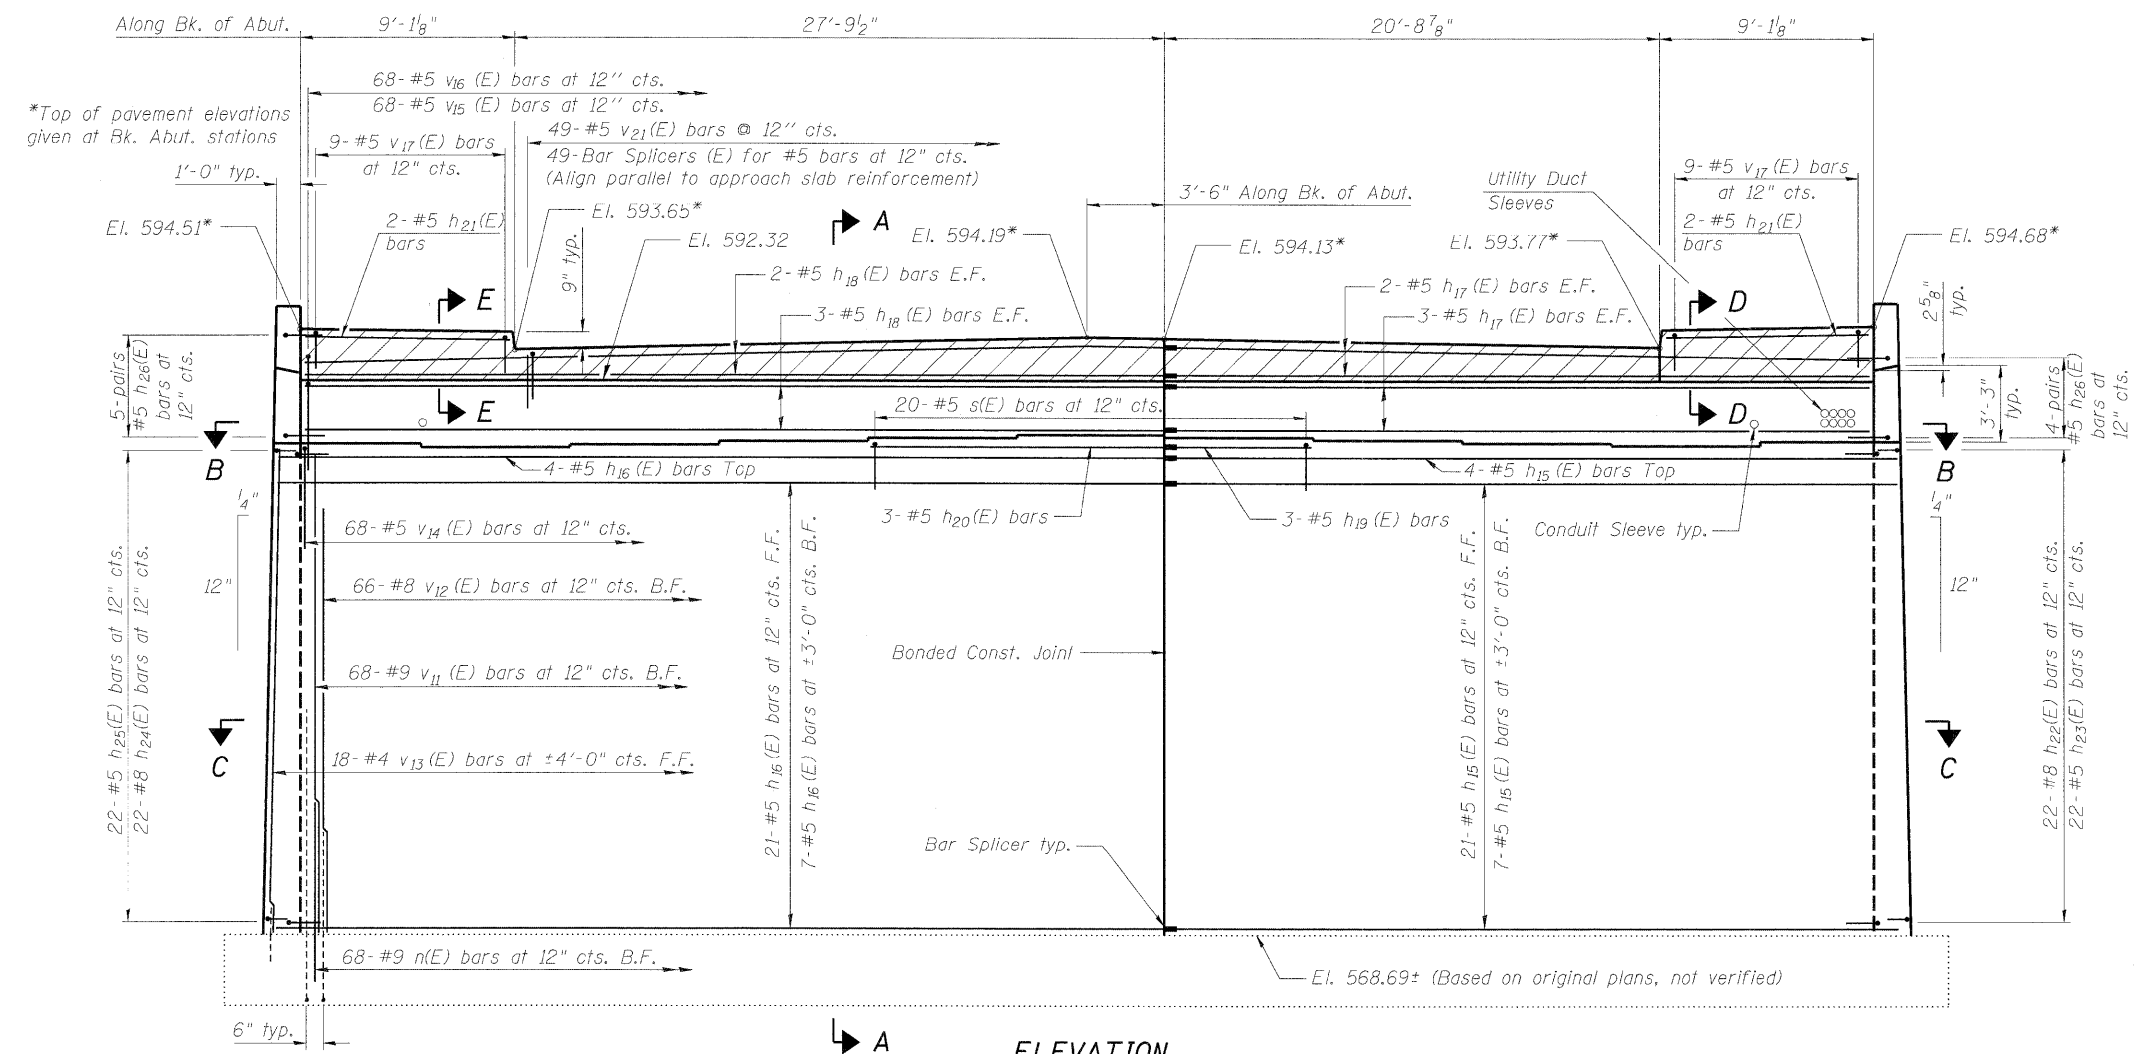 Along Bk. of Abut.
9'-1⅛"
27'-9½"
20'-8⅞"
9'-1⅛"
68-#5 v16 (E) bars at 12" cts.
68-#5 v15 (E) bars at 12" cts.
*Top of pavement elevations
given at Bk. Abut. stations
49-#5 v21(E) bars @ 12" cts.
49-Bar Splicers (E) for #5 bars at 12" cts.
(Align parallel to approach slab reinforcement)
9-#5 v17(E) bars
at 12" cts.
1'-0" typ.
9-#5 v17(E) bars
at 12" cts.
Utility Duct
Sleeves
3'-6" Along Bk. of Abut.
2-#5 h21(E)
bars
2-#5 h21(E)
bars
El. 594.51*
El. 593.65*
El. 592.32
A
El. 594.19*
El. 594.13*
El. 593.77*
El. 594.68*
9" typ.
2-#5 h18(E) bars E.F.
2-#5 h17(E) bars E.F.
E
D
3-#5 h18(E) bars E.F.
3-#5 h17(E) bars E.F.
2⅝"
typ.
5-pairs
#5 h26(E)
bars at
12" cts.
3'-3"
typ.
4-pairs
#5 h26(E)
bars at
12" cts.
E
20-#5 s(E) bars at 12" cts.
D
B
4-#5 h16(E) bars Top
4-#5 h15(E) bars Top
B
¼"
12"
3-#5 h20(E) bars
3-#5 h19(E) bars
Conduit Sleeve typ.
¼"
12"
68-#5 v14(E) bars at 12" cts.
66-#8 v12(E) bars at 12" cts. B.F.
Bonded Const. Joint
68-#9 v11(E) bars at 12" cts. B.F.
C
C
18-#4 v13(E) bars at ±4'-0" cts. F.F.
22-#5 h25(E) bars at 12" cts.
22-#8 h24(E) bars at 12" cts.
21-#5 h16(E) bars at 12" cts. F.F.
7-#5 h16(E) bars at ±3'-0" cts. B.F.
21-#5 h15(E) bars at 12" cts. F.F.
7-#5 h15(E) bars at ±3'-0" cts. B.F.
22-#8 h22(E) bars at 12" cts.
22-#5 h23(E) bars at 12" cts.
Bar Splicer typ.
68-#9 n(E) bars at 12" cts. B.F.
El. 568.69± (Based on original plans, not verified)
6" typ.
A
ELEVATION